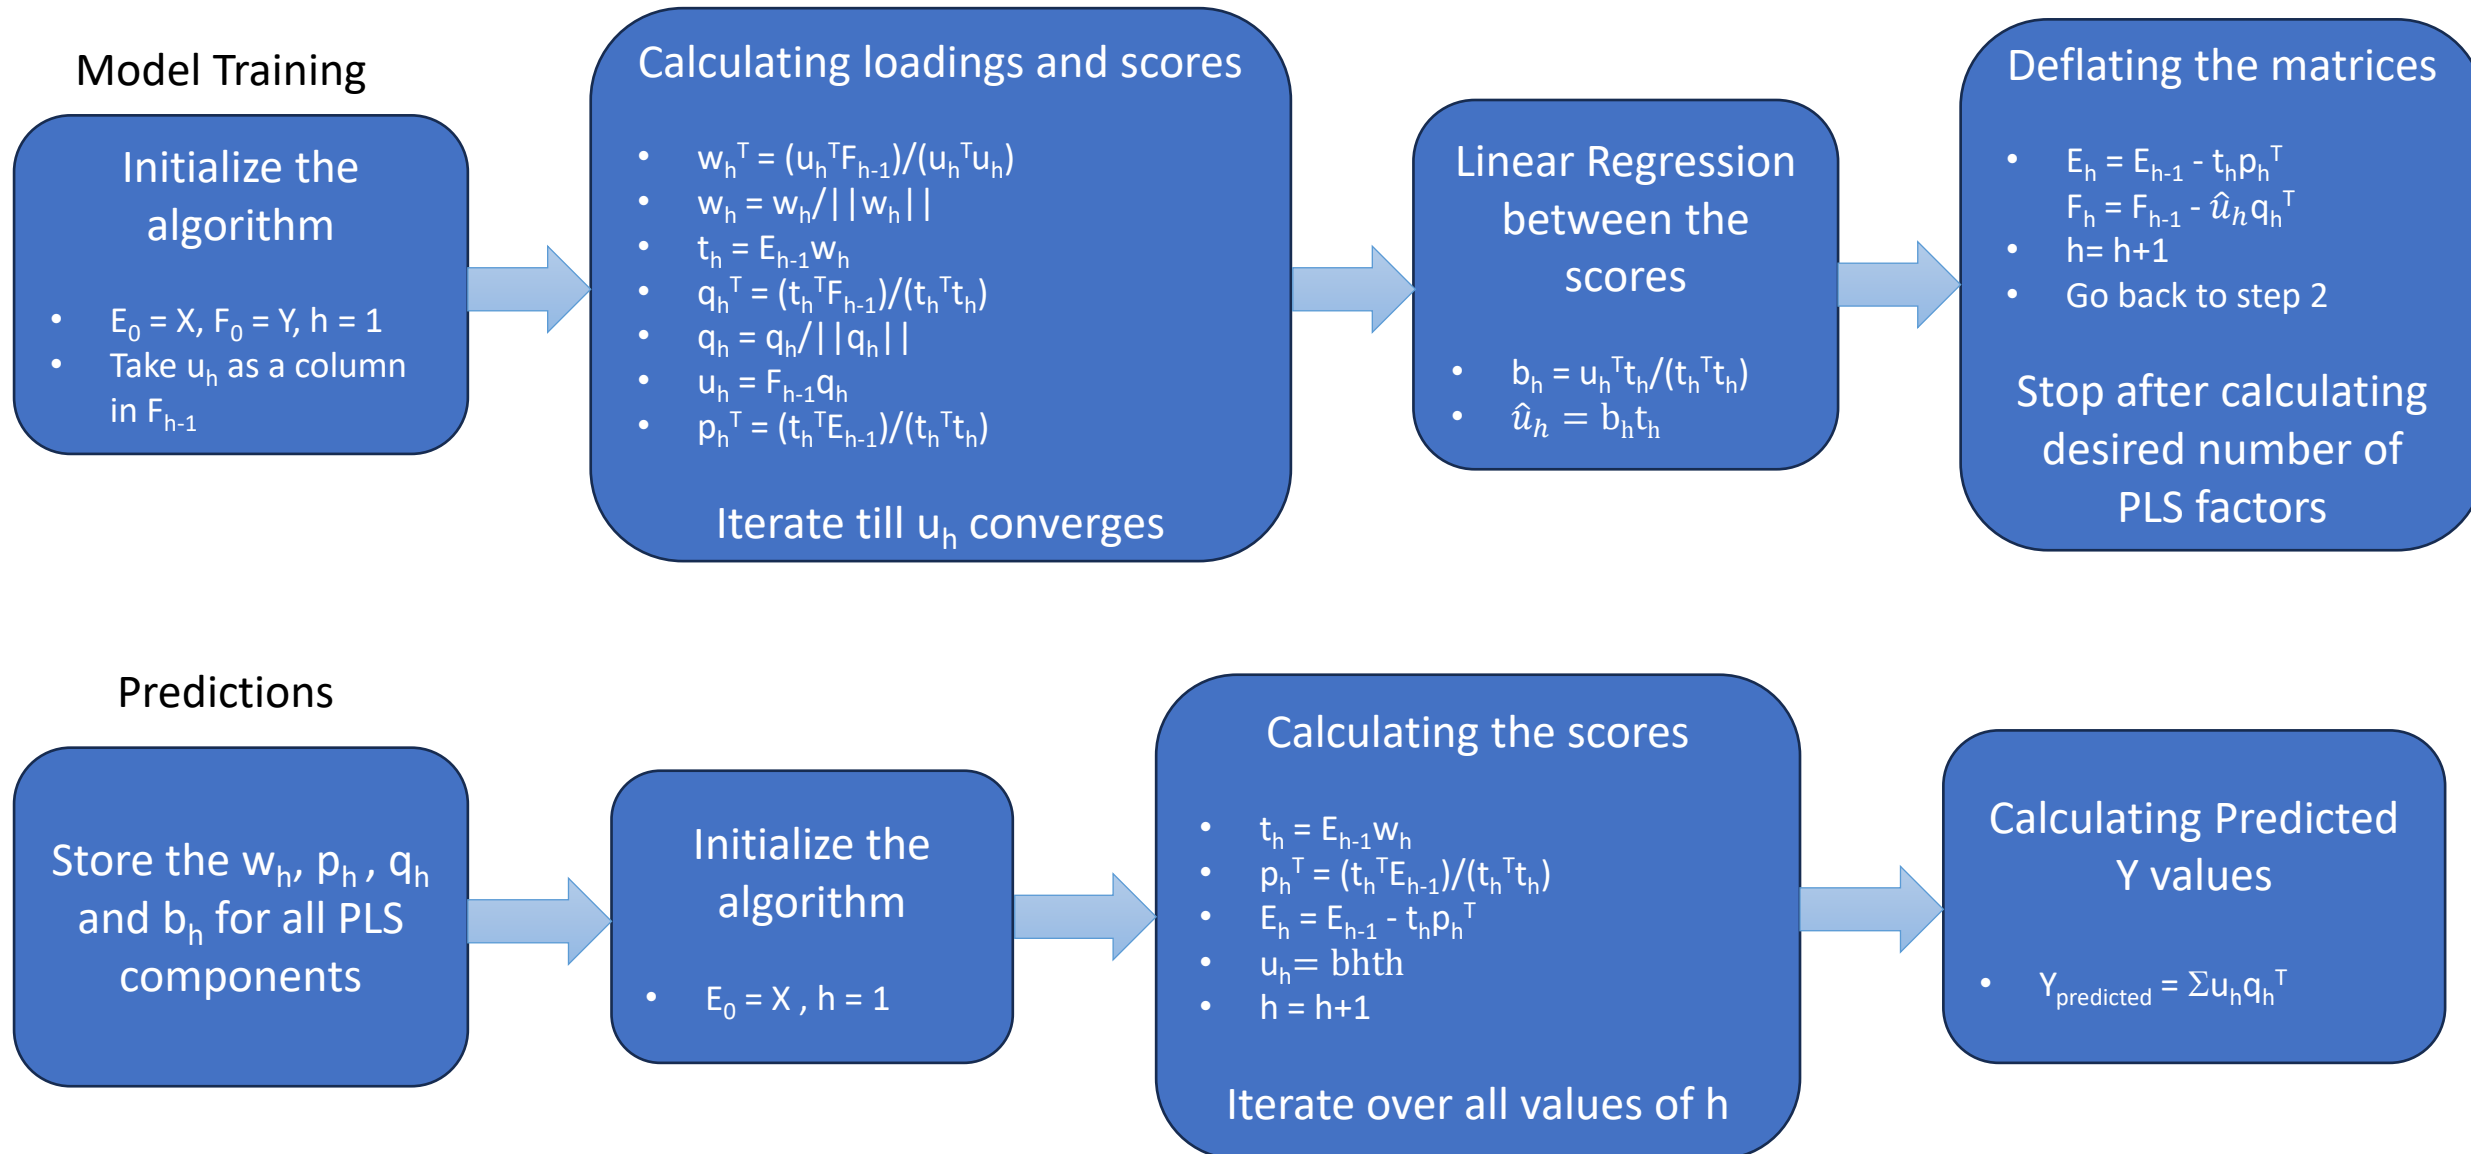 Model Training
Initialize the
algorithm
• E₀ = X, F₀ = Y, h = 1
• Take uₕ as a column
in Fₕ₋₁
Calculating loadings and scores
• wₕᵀ = (uₕᵀFₕ₋₁)/(uₕᵀuₕ)
• wₕ = wₕ/||wₕ||
• tₕ = Eₕ₋₁wₕ
• qₕᵀ = (tₕᵀFₕ₋₁)/(tₕᵀtₕ)
• qₕ = qₕ/||qₕ||
• uₕ = Fₕ₋₁qₕ
• pₕᵀ = (tₕᵀEₕ₋₁)/(tₕᵀtₕ)
Iterate till uₕ converges
Linear Regression
between the
scores
• bₕ = uₕᵀtₕ/(tₕᵀtₕ)
• ûₕ = bₕtₕ
Deflating the matrices
• Eₕ = Eₕ₋₁ - tₕpₕᵀ
Fₕ = Fₕ₋₁ - ûₕqₕᵀ
• h= h+1
• Go back to step 2
Stop after calculating
desired number of
PLS factors
Predictions
Store the wₕ, pₕ , qₕ
and bₕ for all PLS
components
Initialize the
algorithm
• E₀ = X , h = 1
Calculating the scores
• tₕ = Eₕ₋₁wₕ
• pₕᵀ = (tₕᵀEₕ₋₁)/(tₕᵀtₕ)
• Eₕ = Eₕ₋₁ - tₕpₕᵀ
• uₕ= bhth
• h = h+1
Iterate over all values of h
Calculating Predicted
Y values
• Y_predicted = Σuₕqₕᵀ